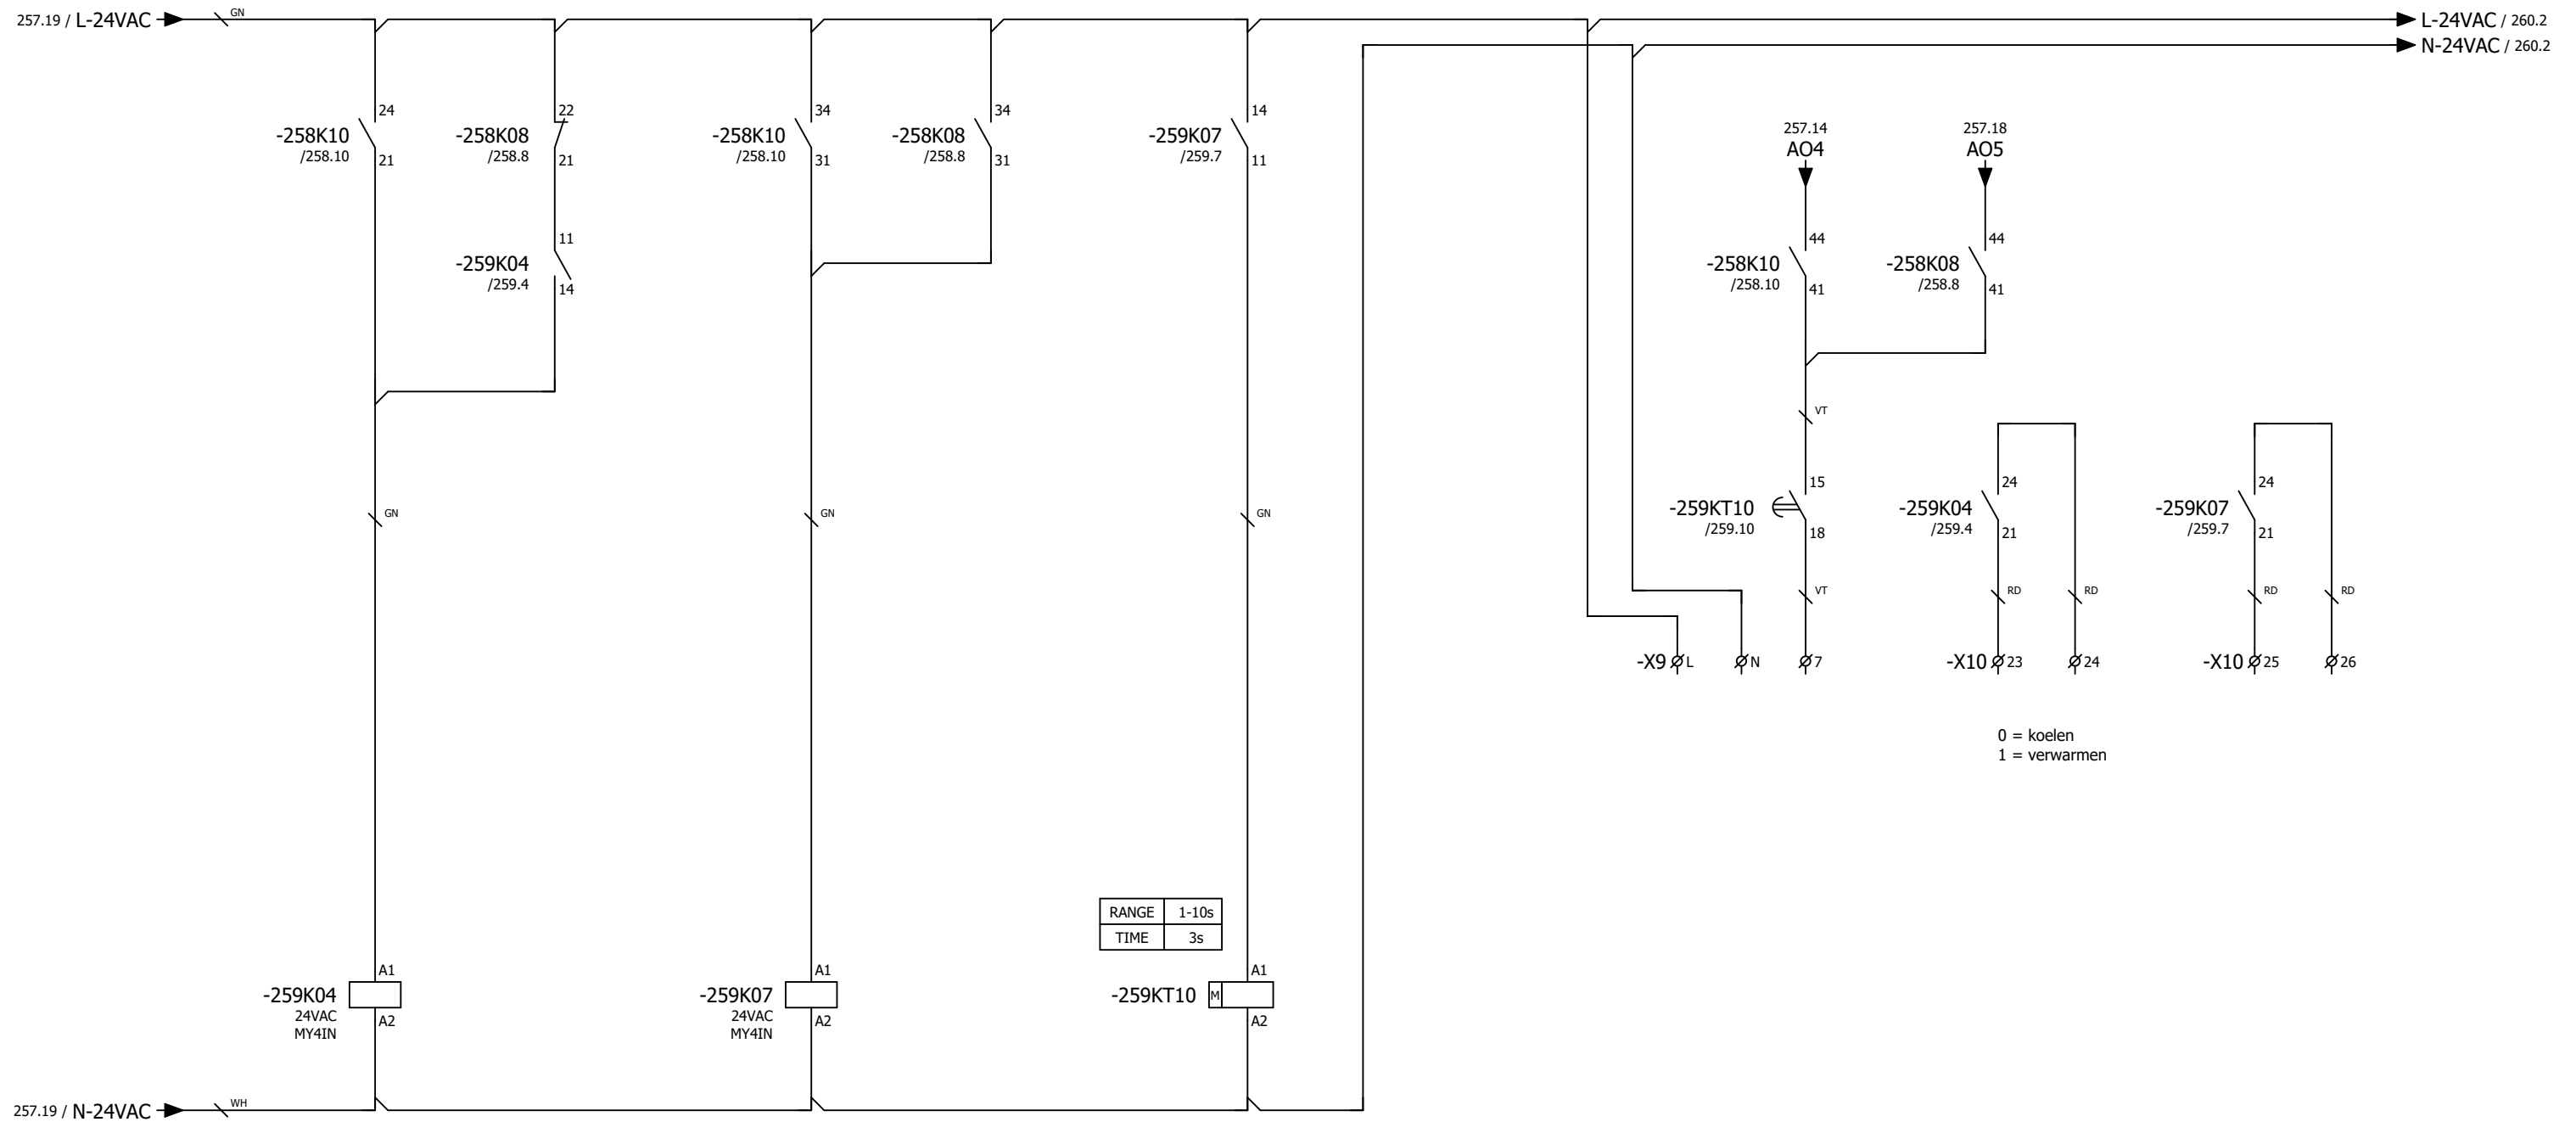 257.19 / L-24VAC
GN
L-24VAC / 260.2
N-24VAC / 260.2
-258K10
/258.10
24
21
-258K08
/258.8
22
21
-258K10
/258.10
34
31
-258K08
/258.8
34
31
-259K07
/259.7
14
11
257.14
AO4
257.18
AO5
-259K04
/259.4
11
14
-258K10
/258.10
44
41
-258K08
/258.8
44
41
VT
GN
GN
GN
-259KT10
/259.10
15
18
-259K04
/259.4
24
21
-259K07
/259.7
24
21
VT
RD
RD
RD
RD
-X9 L
N
7
-X10 23
24
-X10 25
26
0 = koelen
1 = verwarmen
RANGE 1-10s
TIME 3s
-259K04
24VAC
MY4IN
A1
A2
-259K07
24VAC
MY4IN
A1
A2
-259KT10
M
A1
A2
257.19 / N-24VAC
WH